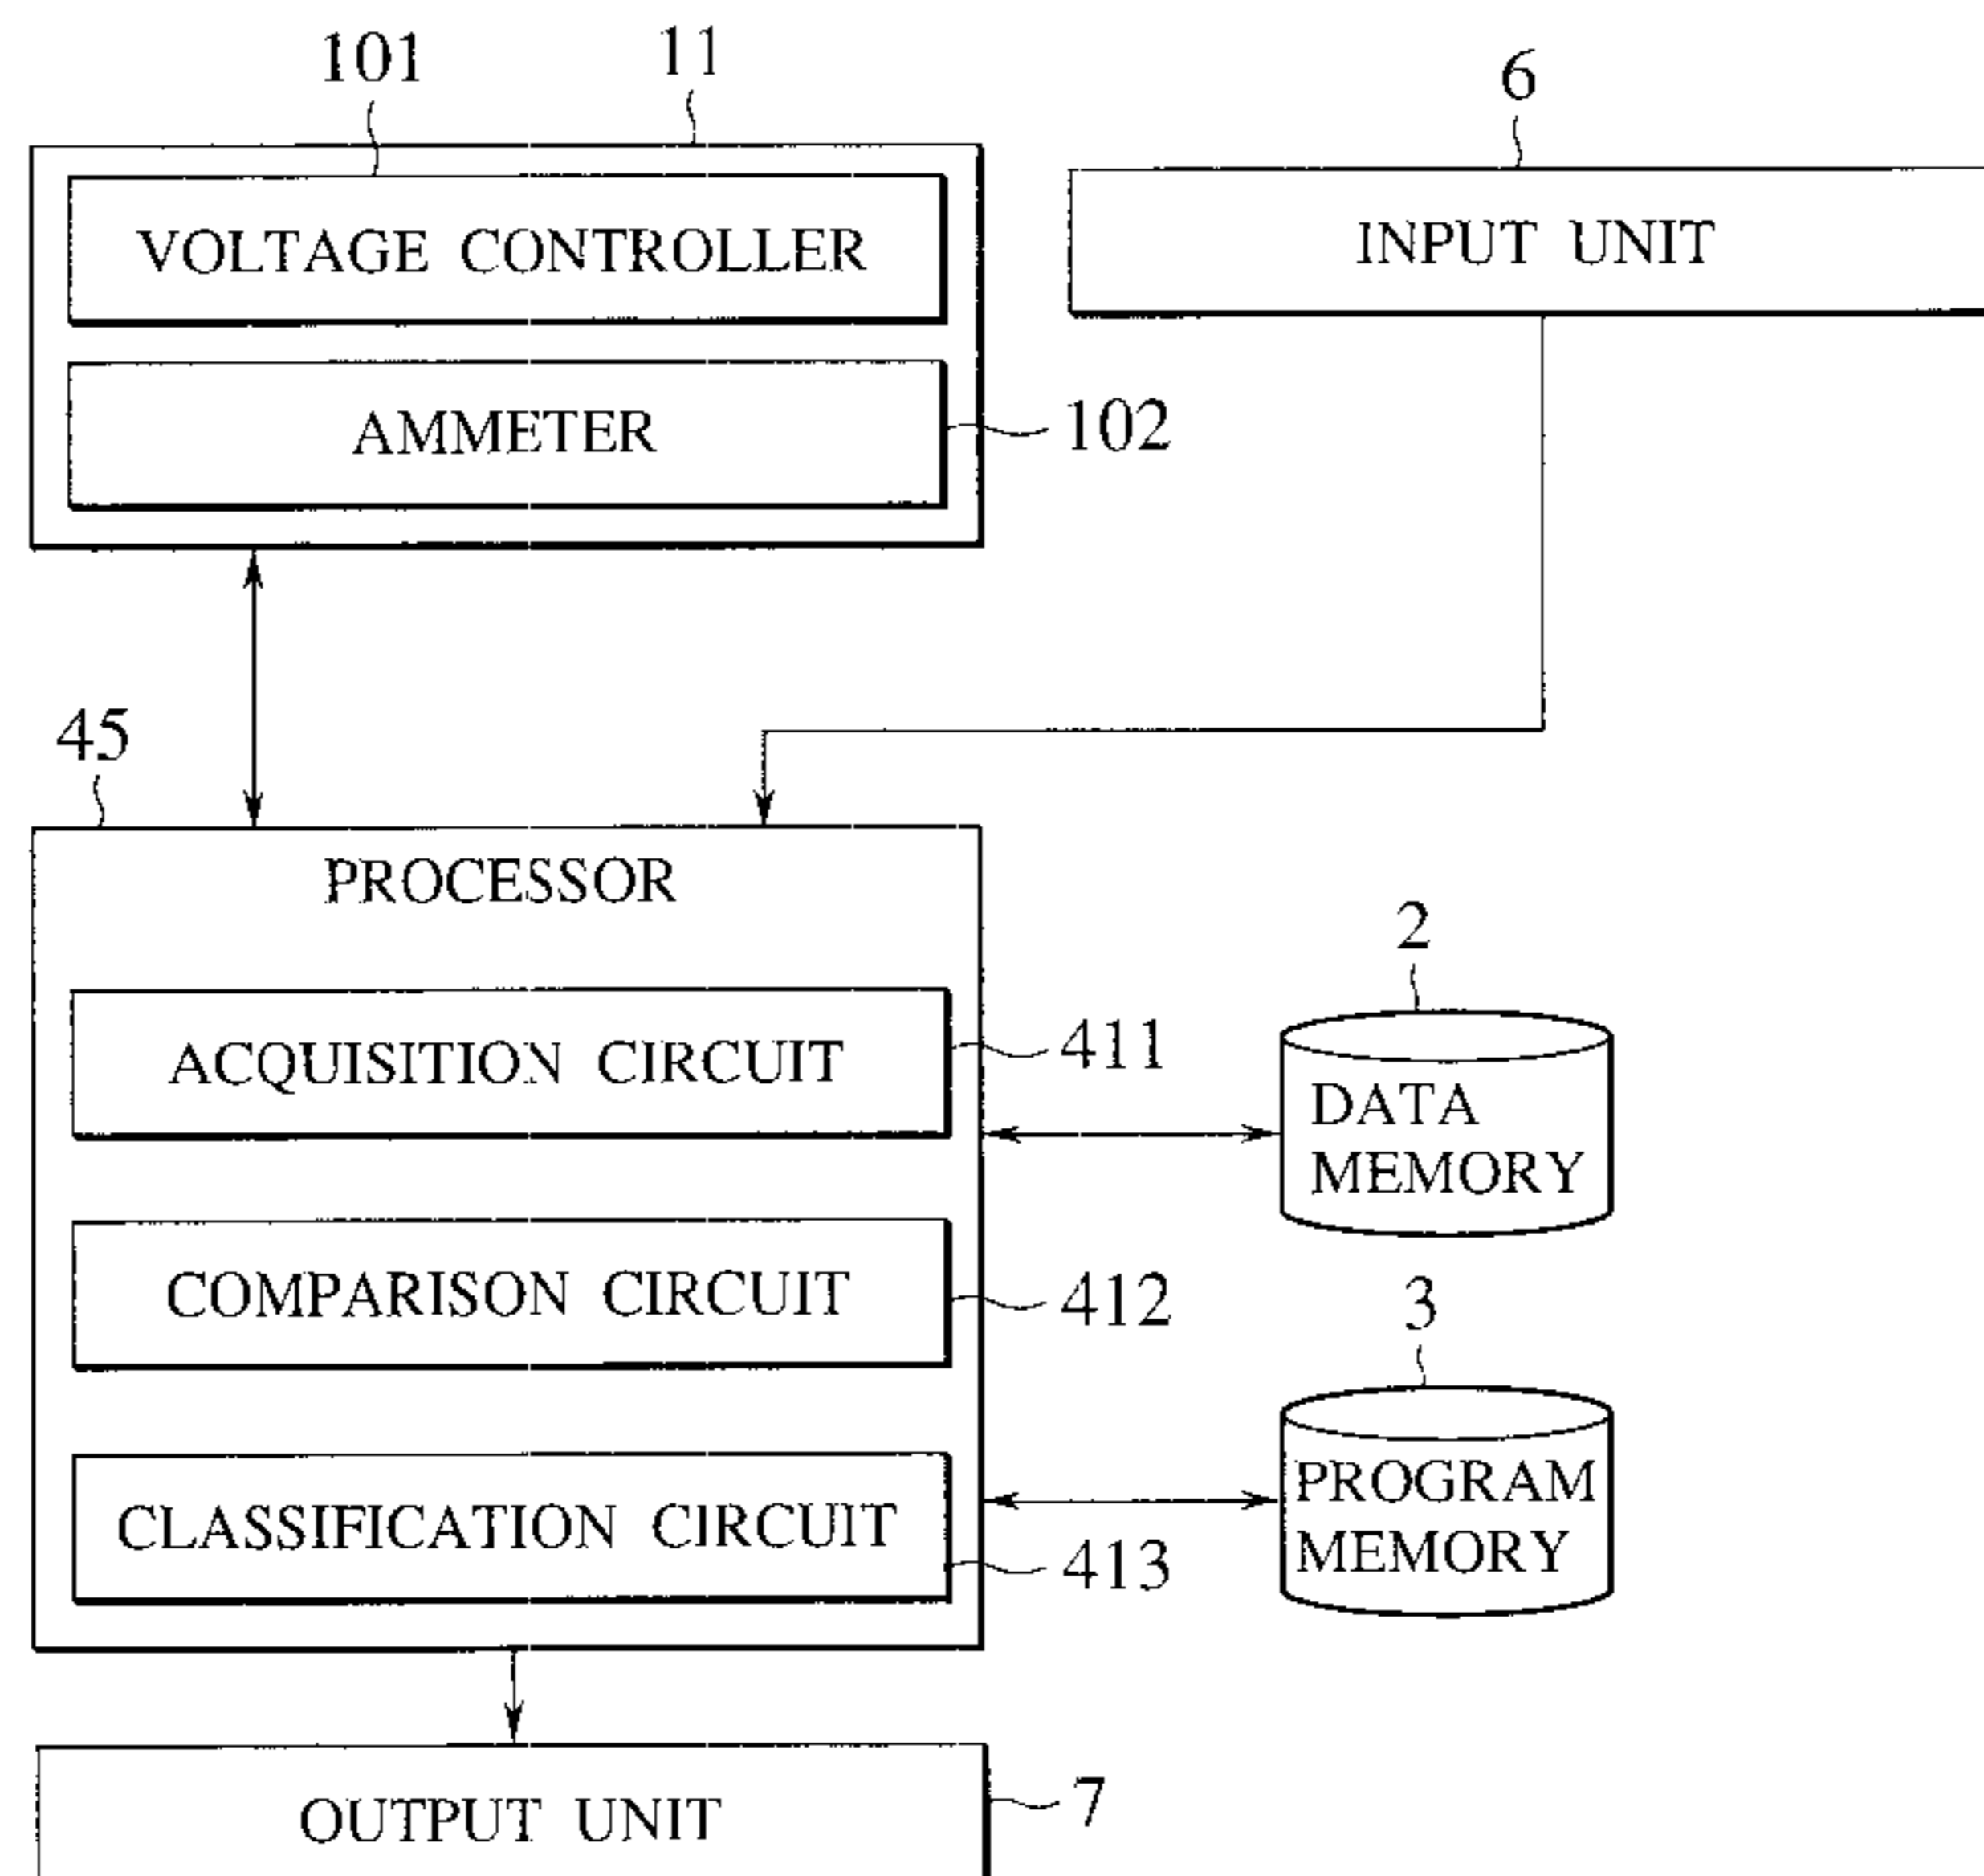 101
11
6
VOLTAGE CONTROLLER
INPUT UNIT
AMMETER
102
45
PROCESSOR
2
ACQUISITION CIRCUIT
411
DATA
MEMORY
COMPARISON CIRCUIT
412
3
PROGRAM
MEMORY
CLASSIFICATION CIRCUIT
413
OUTPUT UNIT
7